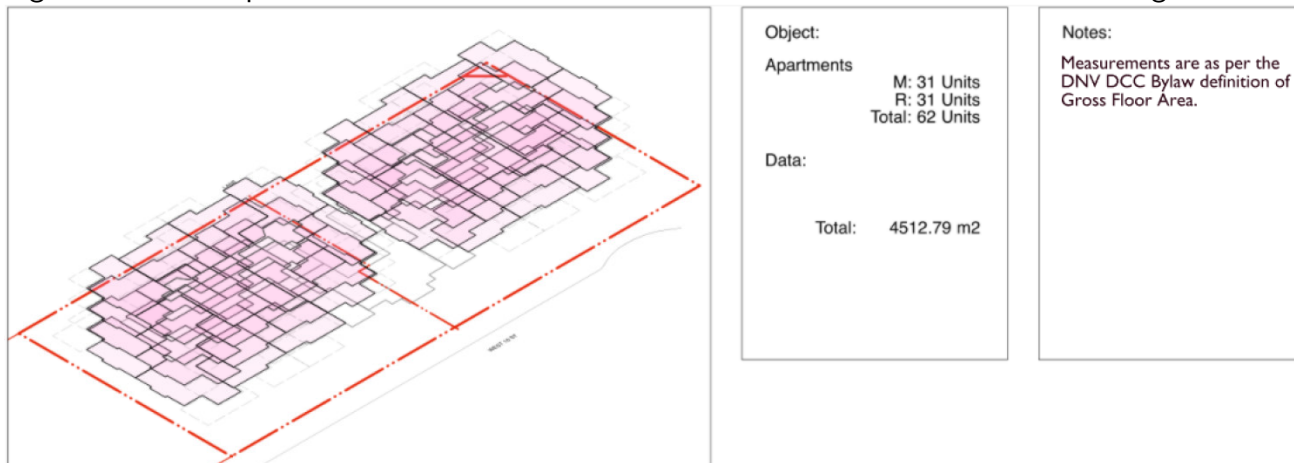 Object:
Apartments
M: 31 Units
R: 31 Units
Total: 62 Units
Data:
Total: 4512.79 m2
Notes:
Measurements are as per the
DNV DCC Bylaw definition of
Gross Floor Area.